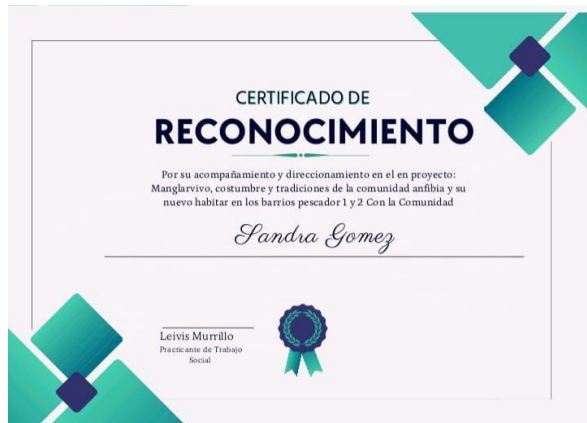 CERTIFICADO DE
RECONOCIMIENTO
Por su acompañamiento y direccionamiento en el en proyecto:
Manglarvivo, costumbre y tradiciones de la comunidad anfibia y su
nuevo habitar en los barrios pescador 1 y 2 Con la Comunidad
Sandra Gomez
Leivis Murrillo
Practicante de Trabajo
Social